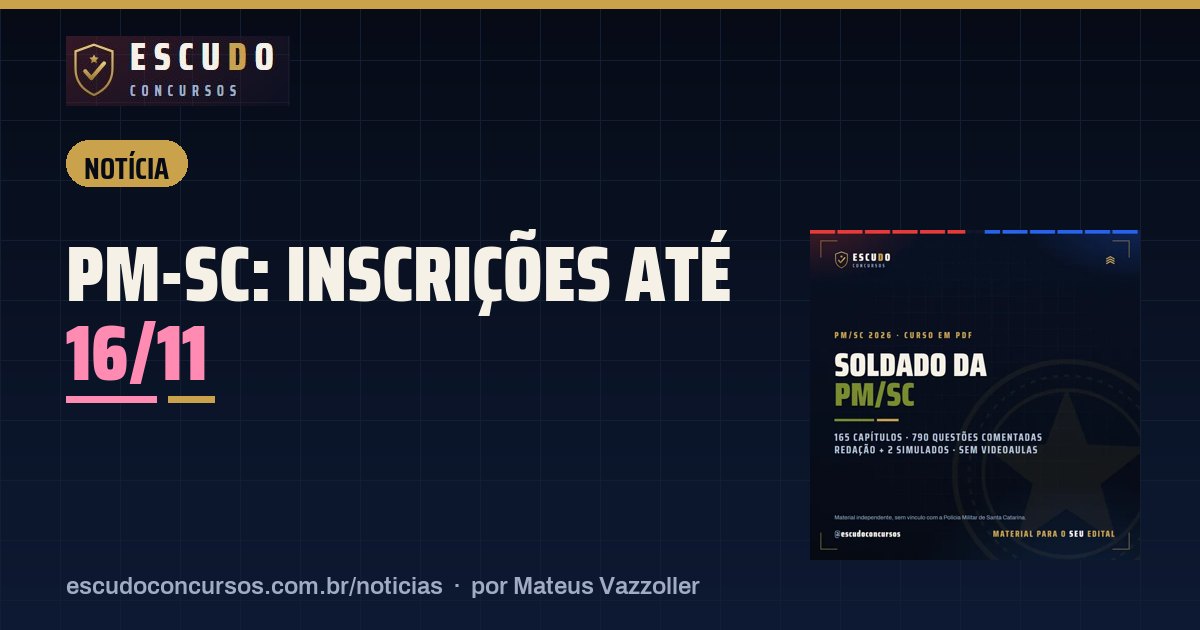 ESCUDO
CONCURSOS
NOTÍCIA
PM-SC: INSCRIÇÕES ATÉ
16/11
ESCUDO
CONCURSOS
PM/SC 2026 · CURSO EM PDF
SOLDADO DA
PM/SC
165 CAPÍTULOS · 790 QUESTÕES COMENTADAS
REDAÇÃO + 2 SIMULADOS · SEM VIDEOAULAS
Material independente, sem vínculo com a Polícia Militar de Santa Catarina.
@escudoconcursos
MATERIAL PARA O SEU EDITAL
escudoconcursos.com.br/noticias · por Mateus Vazzoller